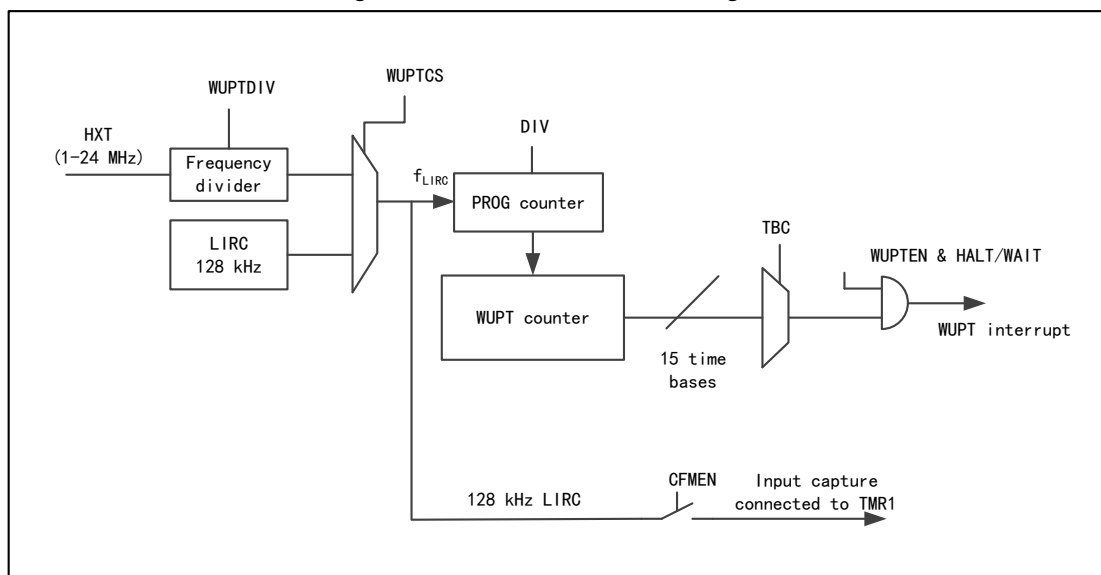 WUPTCS
WUPTDIV
HXT
(1-24 MHz)
Frequency
divider
DIV
fLIRC
PROG counter
LIRC
128 kHz
TBC
WUPTEN & HALT/WAIT
WUPT counter
WUPT interrupt
15 time
bases
CFMEN
Input capture
connected to TMR1
128 kHz LIRC